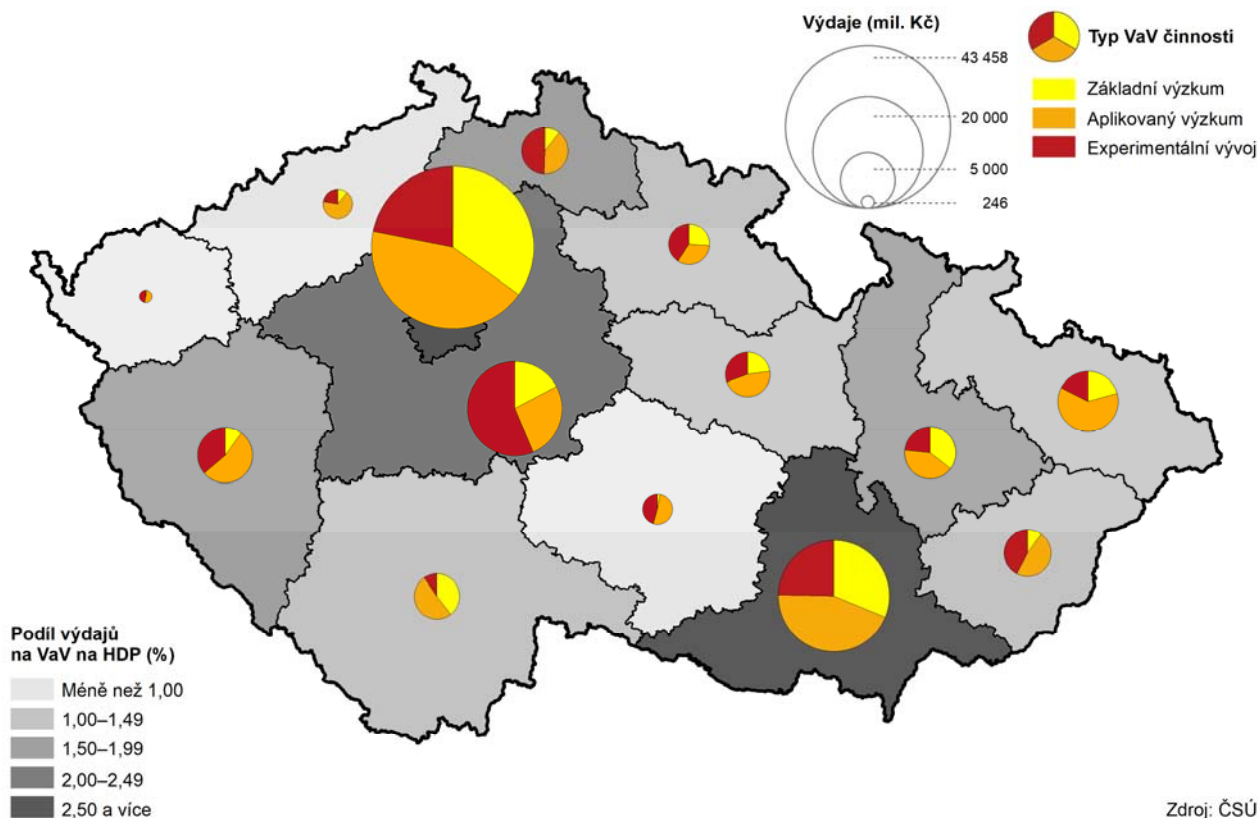 Výdaje (mil. Kč)
43 458
20 000
5 000
246
Typ VaV činnosti
Základní výzkum
Aplikovaný výzkum
Experimentální vývoj
Podíl výdajů
na VaV na HDP (%)
Méně než 1,00
1,00–1,49
1,50–1,99
2,00–2,49
2,50 a více
Zdroj: ČSÚ